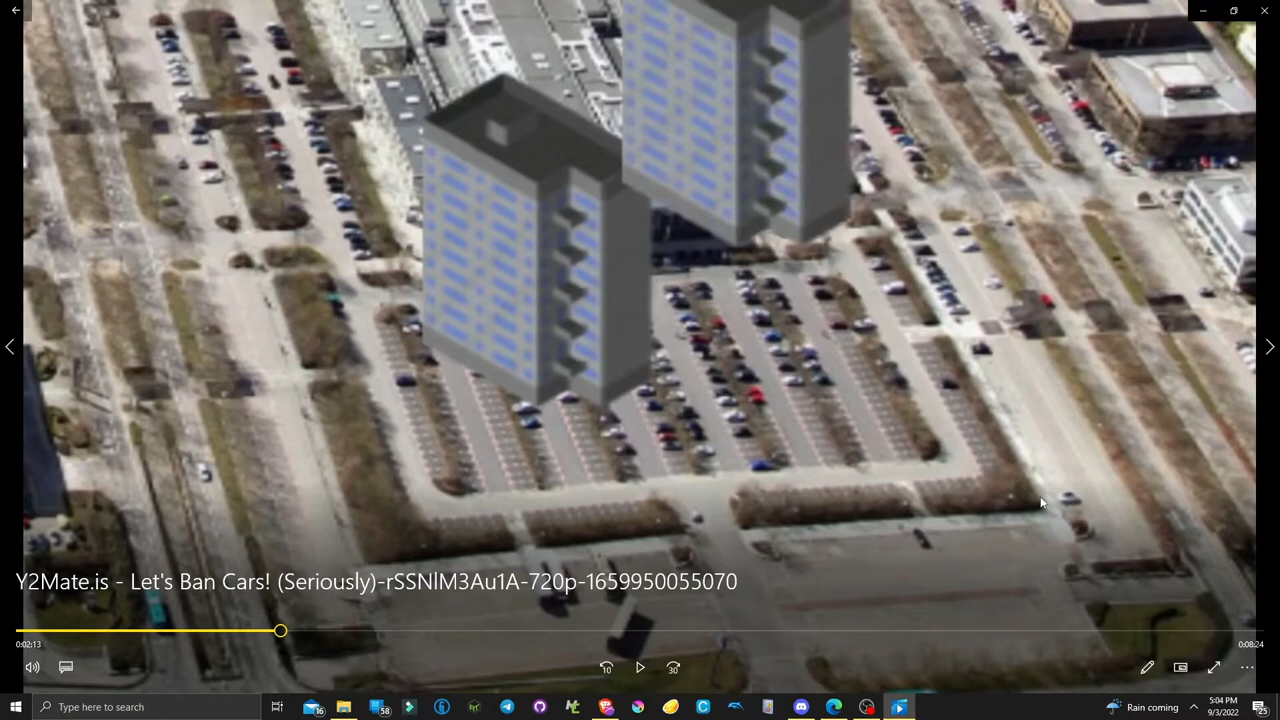 Y2Mate.is - Let's Ban Cars! (Seriously)-rSSNlM3Au1A-720p-1659950055070
0:02:13
0:08:24
10
30
Type here to search
16
58
Rain coming
5:04 PM
9/3/2022
25